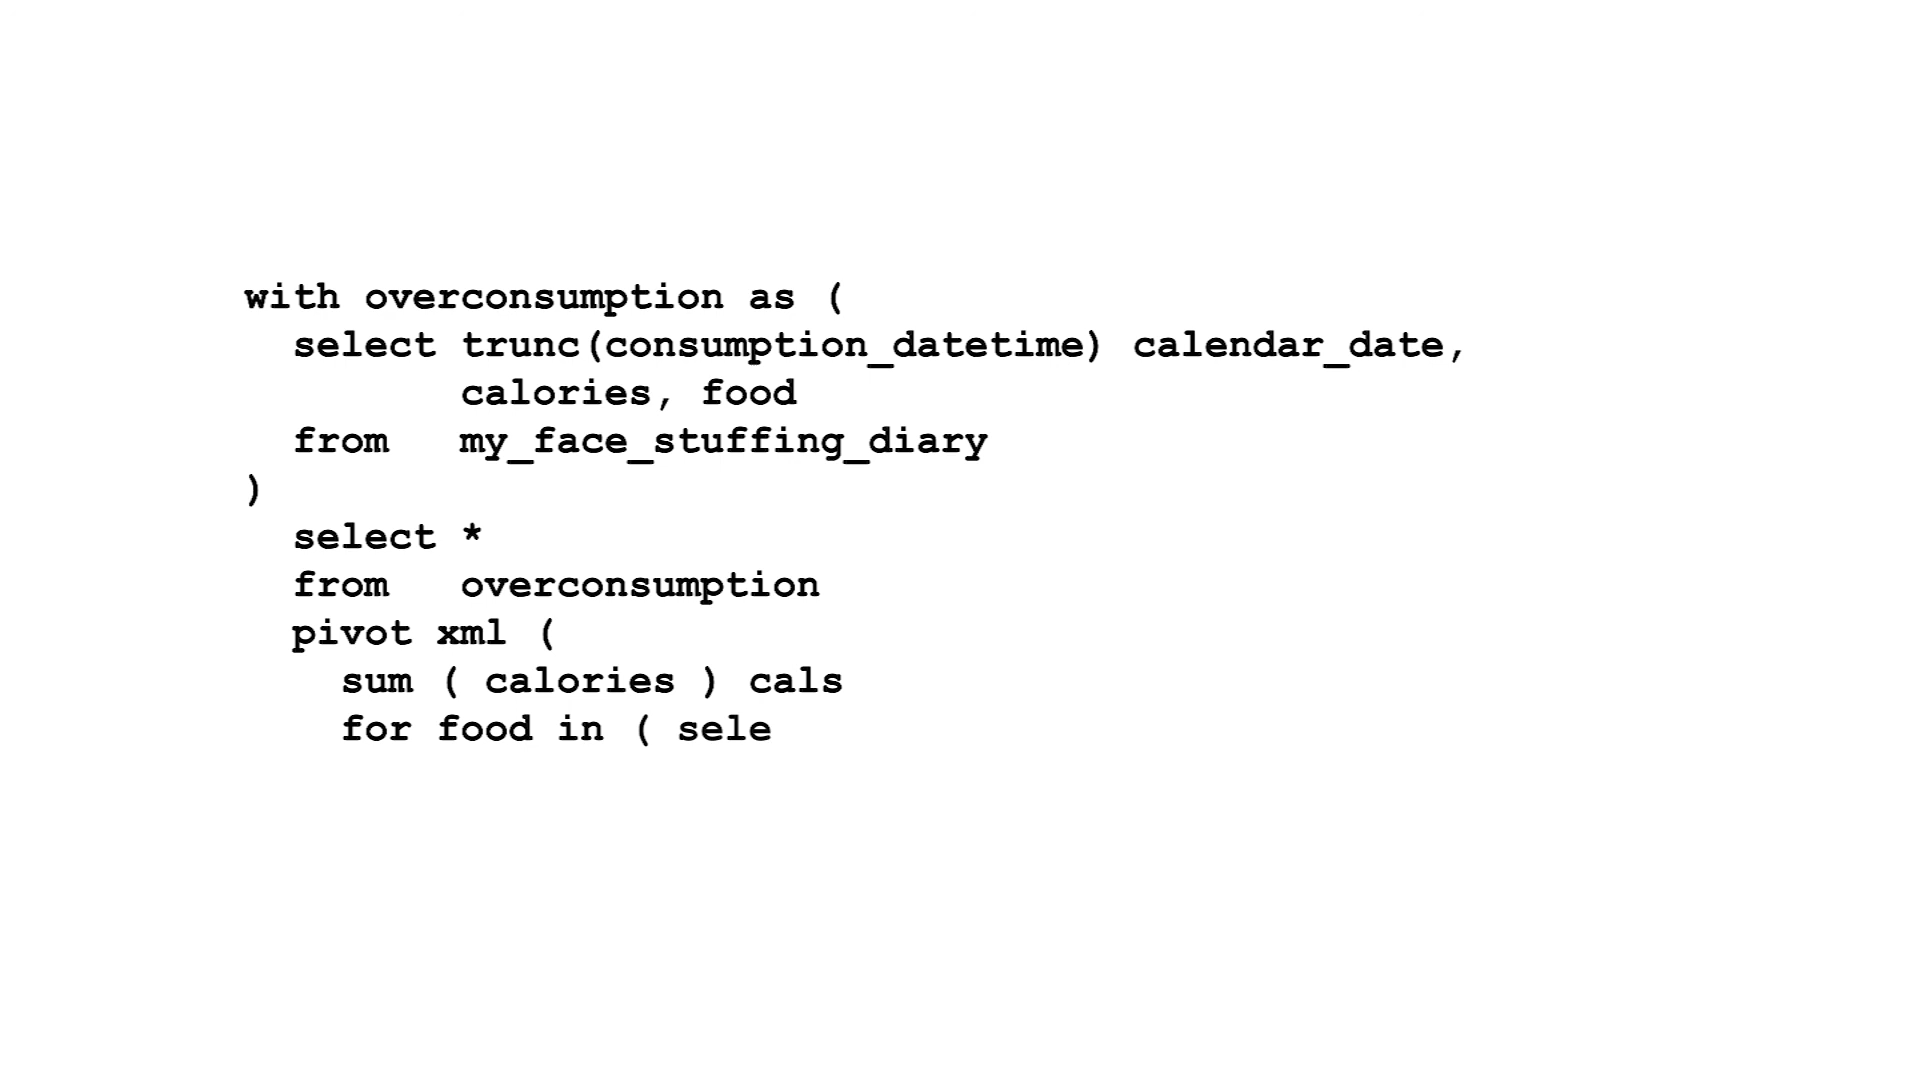 with overconsumption as (
  select trunc(consumption_datetime) calendar_date,
         calories, food
  from   my_face_stuffing_diary
)
  select *
  from   overconsumption
  pivot xml (
    sum ( calories ) cals
    for food in ( sele